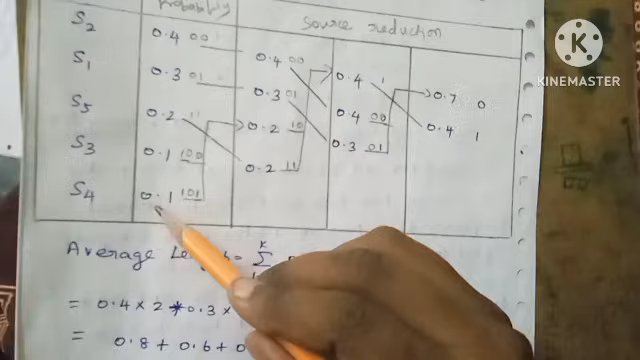 probability
source reduction
S2 0.4 00 0.4 00 0.4 1 0.7 0
S1 0.3 01 0.3 01 0.4 00 0.4 1
S5 0.2 11 0.2 10 0.3 01
S3 0.1 100 0.2 11
S4 0.1 101
KINEMASTER
Average = Σ K
= 0.4 × 2 * 0.3 ×
= 0.8 + 0.6 + 0